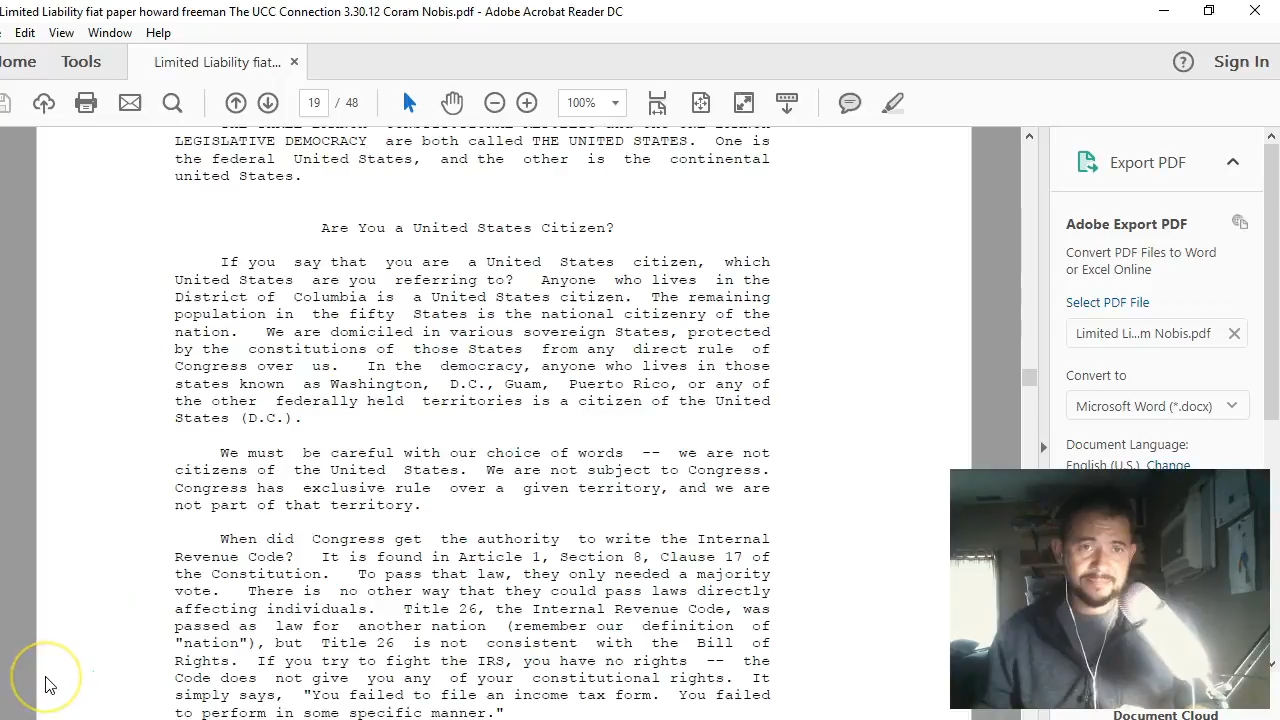 Limited Liability fiat paper howard freeman The UCC Connection 3.30.12 Coram Nobis.pdf - Adobe Acrobat Reader DC
Edit View Window Help
Home Tools Limited Liability fiat... Sign In
19 / 48 100%
LEGISLATIVE DEMOCRACY are both called THE UNITED STATES. One is
the federal United States, and the other is the continental
united States.
Are You a United States Citizen?
If you say that you are a United States citizen, which
United States are you referring to? Anyone who lives in the
District of Columbia is a United States citizen. The remaining
population in the fifty States is the national citizenry of the
nation. We are domiciled in various sovereign States, protected
by the constitutions of those States from any direct rule of
Congress over us. In the democracy, anyone who lives in those
states known as Washington, D.C., Guam, Puerto Rico, or any of
the other federally held territories is a citizen of the United
States (D.C.).
We must be careful with our choice of words -- we are not
citizens of the United States. We are not subject to Congress.
Congress has exclusive rule over a given territory, and we are
not part of that territory.
When did Congress get the authority to write the Internal
Revenue Code? It is found in Article 1, Section 8, Clause 17 of
the Constitution. To pass that law, they only needed a majority
vote. There is no other way that they could pass laws directly
affecting individuals. Title 26, the Internal Revenue Code, was
passed as law for another nation (remember our definition of
"nation"), but Title 26 is not consistent with the Bill of
Rights. If you try to fight the IRS, you have no rights -- the
Code does not give you any of your constitutional rights. It
simply says, "You failed to file an income tax form. You failed
to perform in some specific manner."
Export PDF
Adobe Export PDF
Convert PDF Files to Word
or Excel Online
Select PDF File
Limited Li...m Nobis.pdf
Convert to
Microsoft Word (*.docx)
Document Language:
English (U.S.) Change
Document Cloud